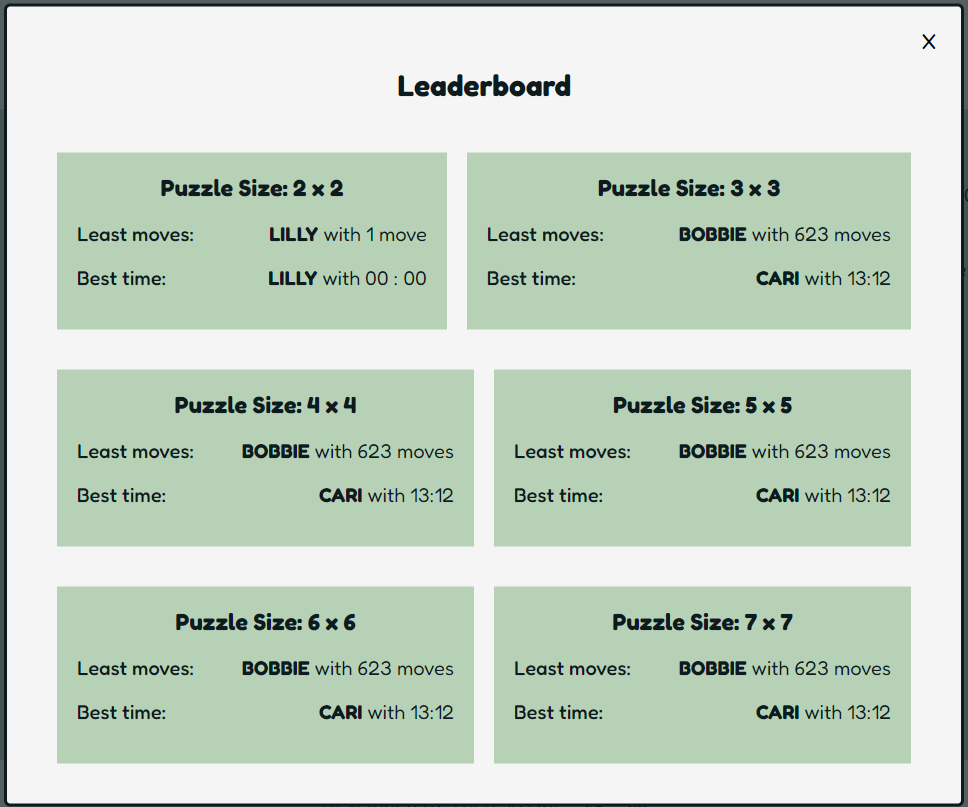 X
Leaderboard
Puzzle Size: 2 x 2
Least moves: LILLY with 1 move
Best time: LILLY with 00 : 00
Puzzle Size: 3 x 3
Least moves: BOBBIE with 623 moves
Best time: CARI with 13:12
Puzzle Size: 4 x 4
Least moves: BOBBIE with 623 moves
Best time: CARI with 13:12
Puzzle Size: 5 x 5
Least moves: BOBBIE with 623 moves
Best time: CARI with 13:12
Puzzle Size: 6 x 6
Least moves: BOBBIE with 623 moves
Best time: CARI with 13:12
Puzzle Size: 7 x 7
Least moves: BOBBIE with 623 moves
Best time: CARI with 13:12